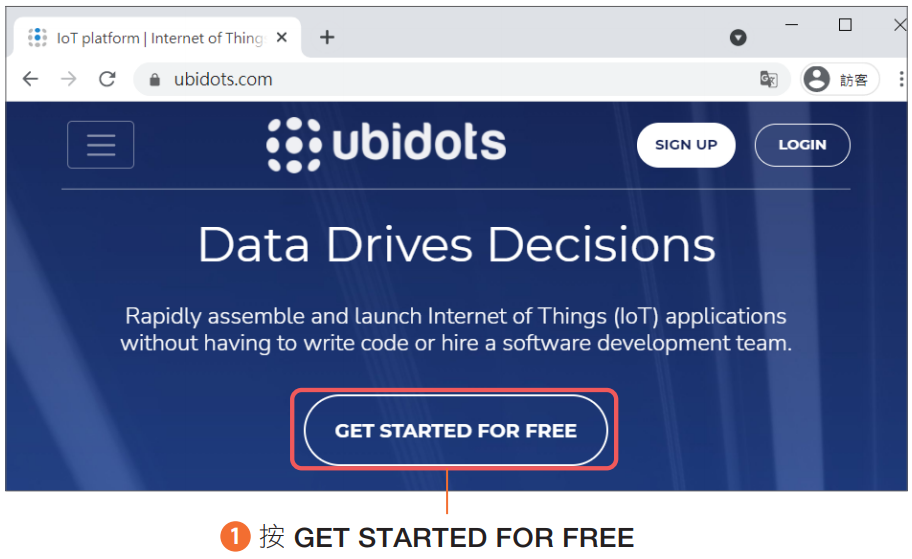 IoT platform | Internet of Thing
ubidots.com
訪客
ubidots
SIGN UP
LOGIN
Data Drives Decisions
Rapidly assemble and launch Internet of Things (IoT) applications
without having to write code or hire a software development team.
GET STARTED FOR FREE
1 按 GET STARTED FOR FREE